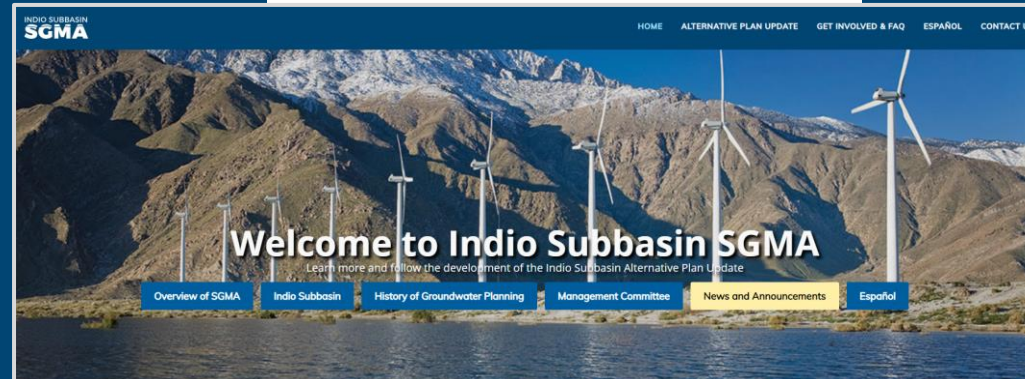 INDIO SUBBASIN
SGMA
HOME ALTERNATIVE PLAN UPDATE GET INVOLVED & FAQ ESPAÑOL CONTACT
Welcome to Indio Subbasin SGMA
Learn more and follow the development of the Indio Subbasin Alternative Plan Update
Overview of SGMA Indio Subbasin History of Groundwater Planning Management Committee News and Announcements Español